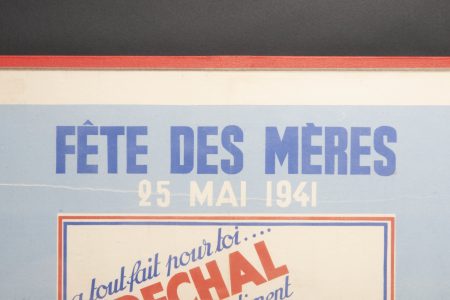 FÊTE DES MÈRES
25 MAI 1941
a tout fait pour toi....